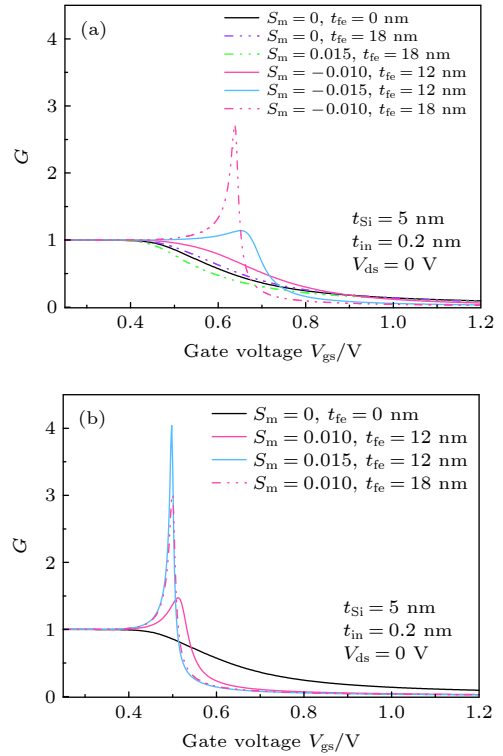 (a)
S_m = 0, t_fe = 0 nm
S_m = 0, t_fe = 18 nm
S_m = 0.015, t_fe = 18 nm
S_m = −0.010, t_fe = 12 nm
S_m = −0.015, t_fe = 12 nm
S_m = −0.010, t_fe = 18 nm
4
3
2
1
0
G
t_Si = 5 nm
t_in = 0.2 nm
V_ds = 0 V
0.4 0.6 0.8 1.0 1.2
Gate voltage V_gs/V
(b)
S_m = 0, t_fe = 0 nm
S_m = 0.010, t_fe = 12 nm
S_m = 0.015, t_fe = 12 nm
S_m = 0.010, t_fe = 18 nm
4
3
2
1
0
G
t_Si = 5 nm
t_in = 0.2 nm
V_ds = 0 V
0.4 0.6 0.8 1.0 1.2
Gate voltage V_gs/V